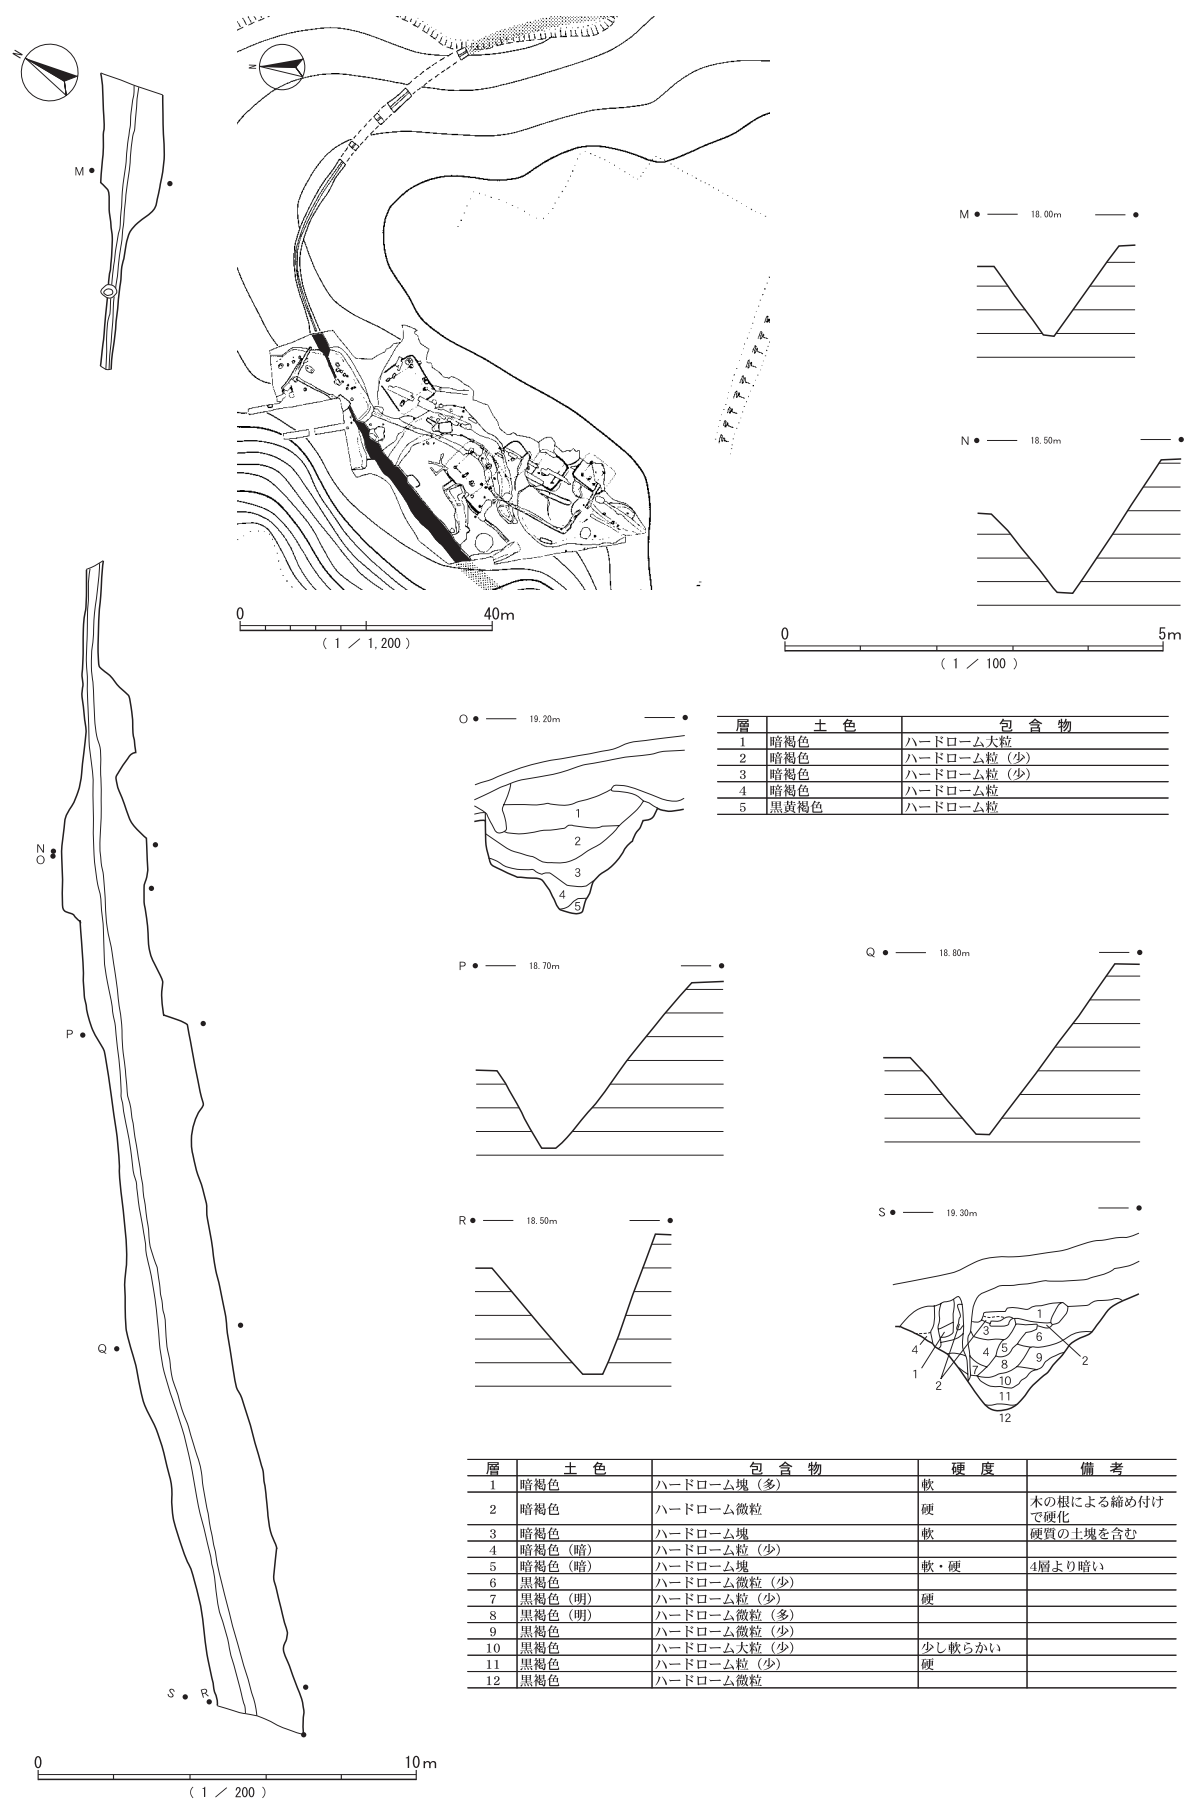 N
N
M
M 18.00m
N 18.50m
0 40m
( 1 ／ 1,200 )
0 5m
( 1 ／ 100 )
O 19.20m
1
2
3
4
5
層 土 色 包 含 物
1 暗褐色 ハードローム大粒
2 暗褐色 ハードローム粒（少）
3 暗褐色 ハードローム粒（少）
4 暗褐色 ハードローム粒
5 黒黄褐色 ハードローム粒
N
O
P
Q
S R
P 18.70m
Q 18.80m
R 18.50m
S 19.30m
1
3
6
4 5
4 9
2
8
1 7
2
10
11
12
層 土 色 包 含 物 硬 度 備 考
1 暗褐色 ハードローム塊（多） 軟
2 暗褐色 ハードローム微粒 硬 木の根による締め付け
で硬化
3 暗褐色 ハードローム塊 軟 硬質の土塊を含む
4 暗褐色（暗） ハードローム粒（少）
5 暗褐色（暗） ハードローム塊 軟・硬 4層より暗い
6 黒褐色 ハードローム微粒（少）
7 黒褐色（明） ハードローム粒（少） 硬
8 黒褐色（明） ハードローム微粒（多）
9 黒褐色 ハードローム微粒（少）
10 黒褐色 ハードローム大粒（少） 少し軟らかい
11 黒褐色 ハードローム粒（少） 硬
12 黒褐色 ハードローム微粒
0 10m
( 1 ／ 200 )